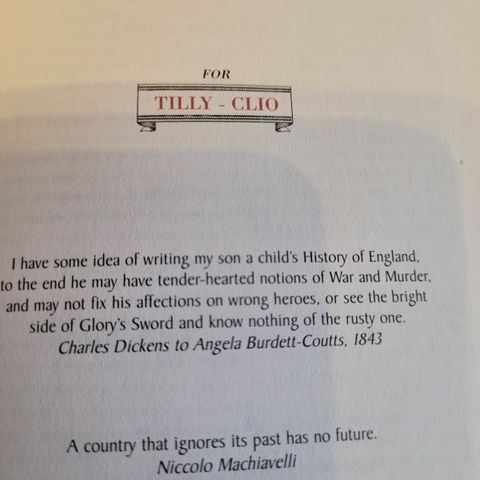 FOR
TILLY - CLIO
I have some idea of writing my son a child's History of England,
to the end he may have tender-hearted notions of War and Murder,
and may not fix his affections on wrong heroes, or see the bright
side of Glory's Sword and know nothing of the rusty one.
Charles Dickens to Angela Burdett-Coutts, 1843
A country that ignores its past has no future.
Niccolo Machiavelli